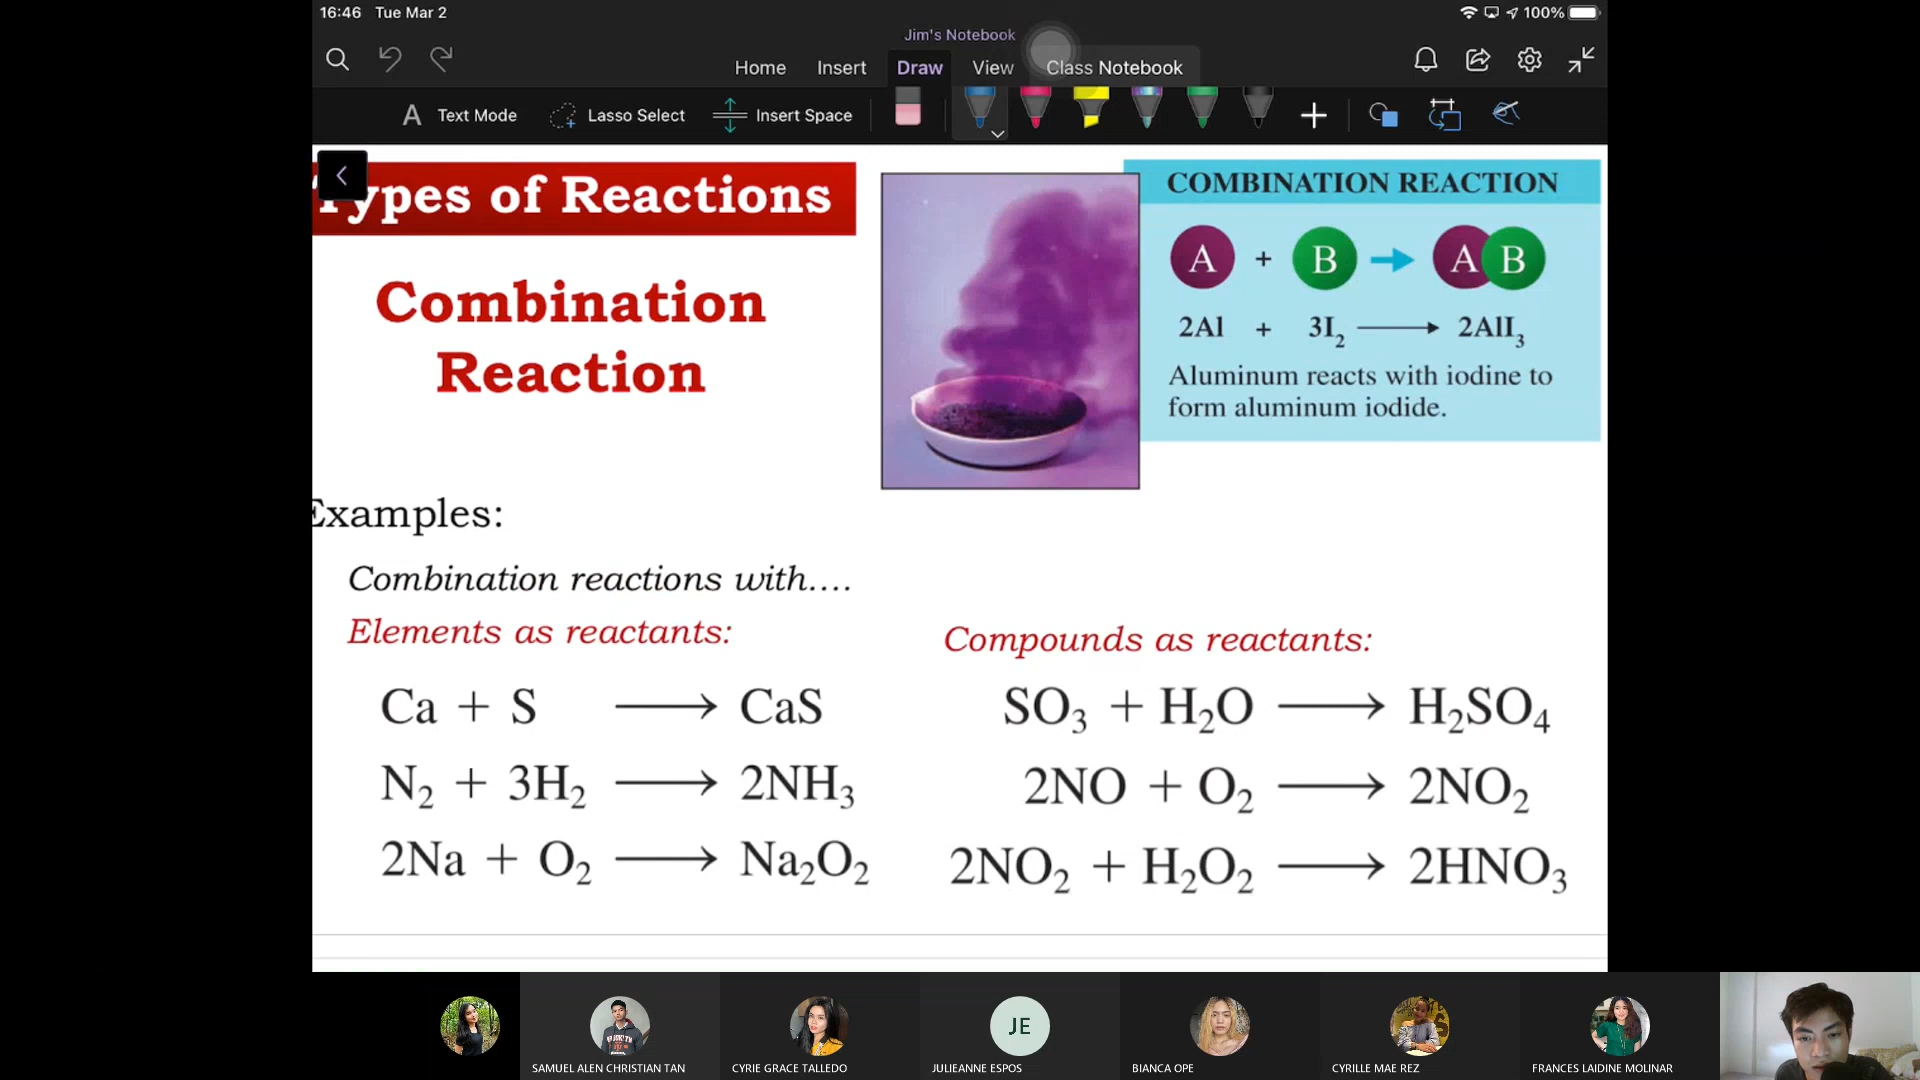 16:46 Tue Mar 2
100%
Jim's Notebook
Home Insert Draw View Class Notebook
Text Mode Lasso Select Insert Space
Types of Reactions
Combination
Reaction
COMBINATION REACTION
A + B A B
2Al + 3I₂ ⟶ 2AlI₃
Aluminum reacts with iodine to
form aluminum iodide.
Examples:
Combination reactions with....
Elements as reactants:
Ca + S ⟶ CaS
N₂ + 3H₂ ⟶ 2NH₃
2Na + O₂ ⟶ Na₂O₂
Compounds as reactants:
SO₃ + H₂O ⟶ H₂SO₄
2NO + O₂ ⟶ 2NO₂
2NO₂ + H₂O₂ ⟶ 2HNO₃
JE
SAMUEL ALEN CHRISTIAN TAN
CYRIE GRACE TALLEDO
JULIEANNE ESPOS
BIANCA OPE
CYRILLE MAE REZ
FRANCES LAIDINE MOLINAR